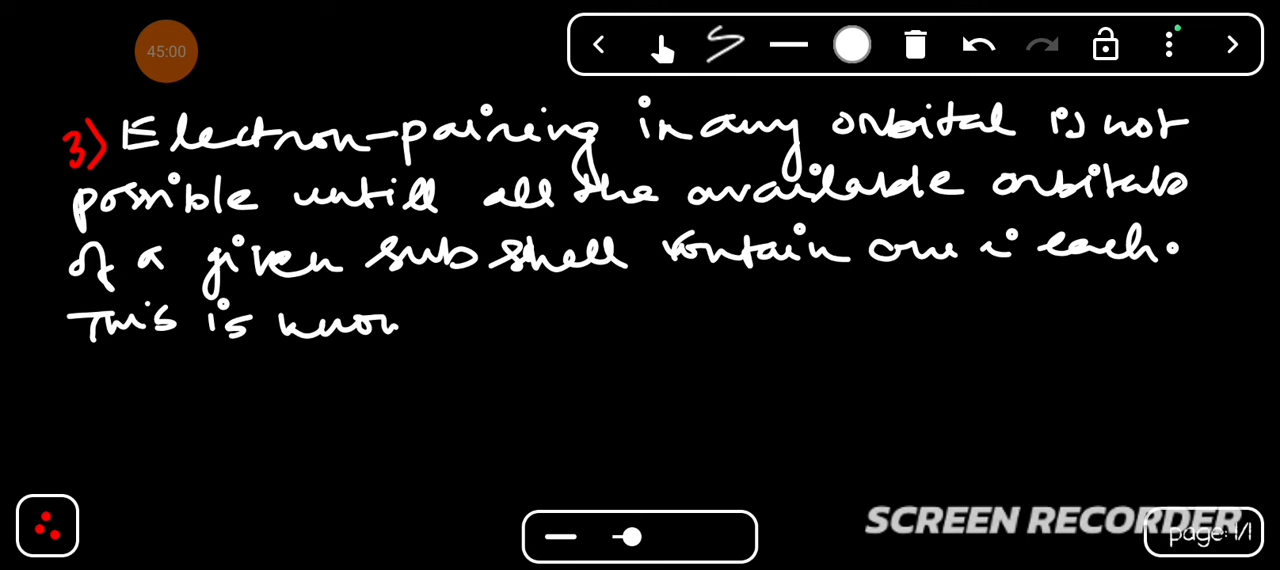 45:00
3) Electron-pairing in any orbital is not
possible untill all the available orbitals
of a given subshell contain one i each.
This is know
SCREEN RECORDER
page:1/1